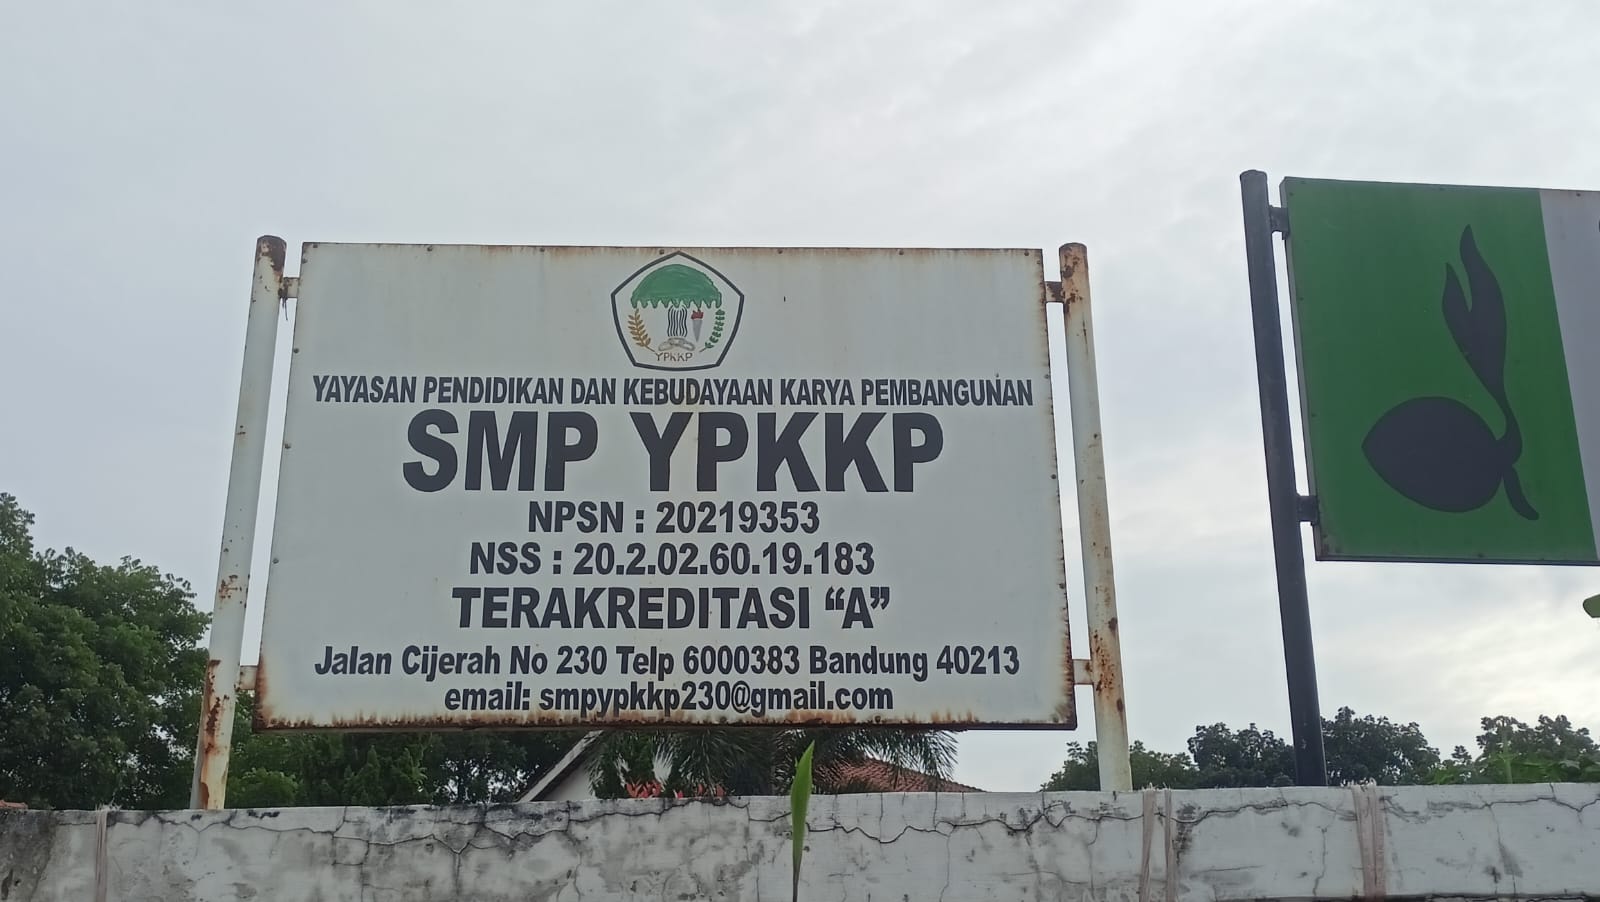 YPKKP
YAYASAN PENDIDIKAN DAN KEBUDAYAAN KARYA PEMBANGUNAN
SMP YPKKP
NPSN : 20219353
NSS : 20.2.02.60.19.183
TERAKREDITASI “A”
Jalan Cijerah No 230 Telp 6000383 Bandung 40213
email: smpypkkp230@gmail.com